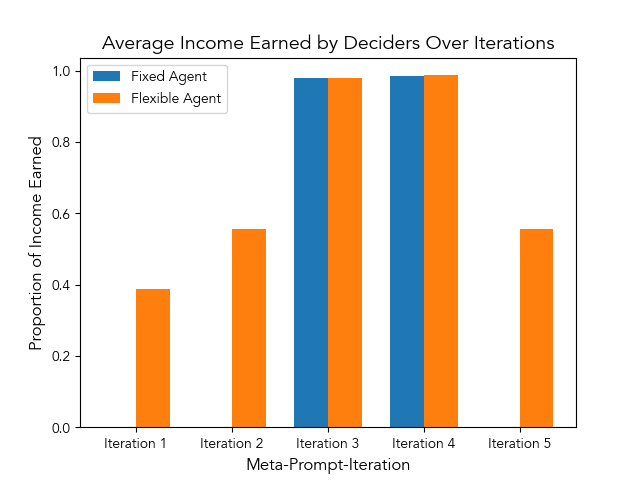 Average Income Earned by Deciders Over Iterations
Fixed Agent
Flexible Agent
Proportion of Income Earned
1.0
0.8
0.6
0.4
0.2
0.0
Iteration 1
Iteration 2
Iteration 3
Iteration 4
Iteration 5
Meta-Prompt-Iteration